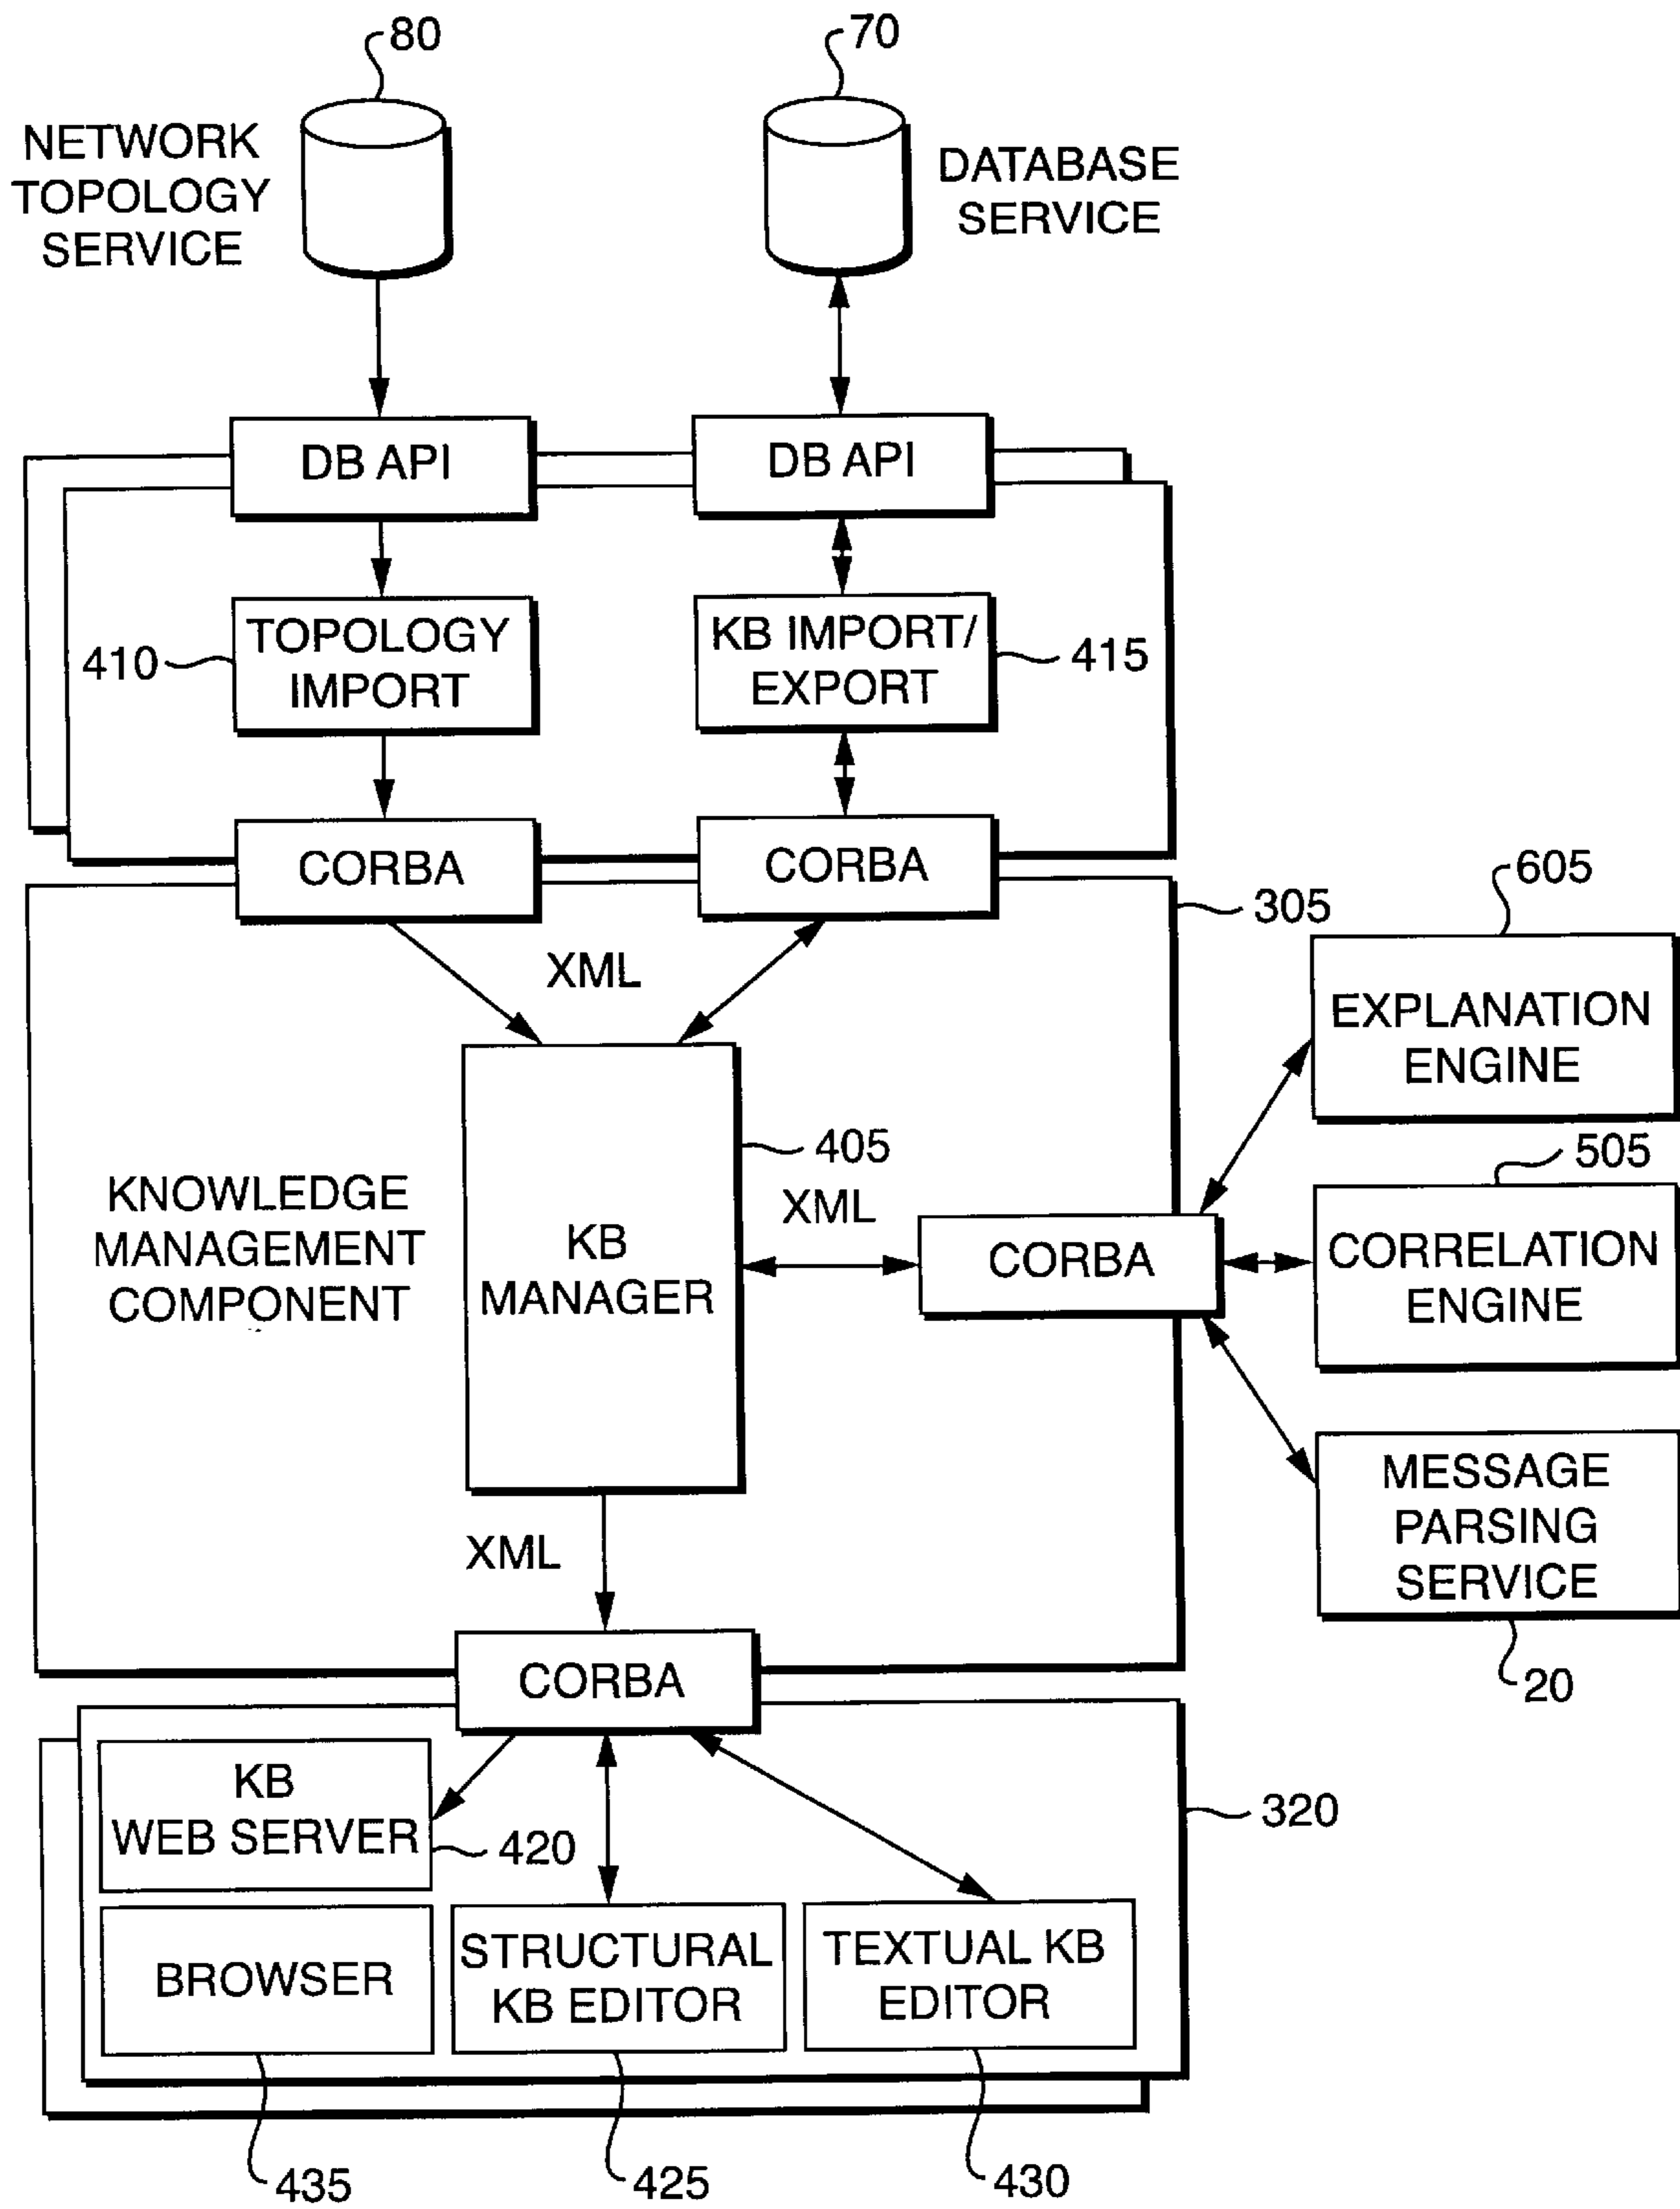 80
70
NETWORK
TOPOLOGY
SERVICE
DATABASE
SERVICE
DB API
DB API
TOPOLOGY
IMPORT
410
KB IMPORT/
EXPORT
415
CORBA
CORBA
305
605
XML
EXPLANATION
ENGINE
405
505
KNOWLEDGE
MANAGEMENT
COMPONENT
KB
MANAGER
XML
CORBA
CORRELATION
ENGINE
MESSAGE
PARSING
SERVICE
XML
20
CORBA
KB
WEB SERVER
420
320
BROWSER
STRUCTURAL
KB EDITOR
TEXTUAL KB
EDITOR
435
425
430